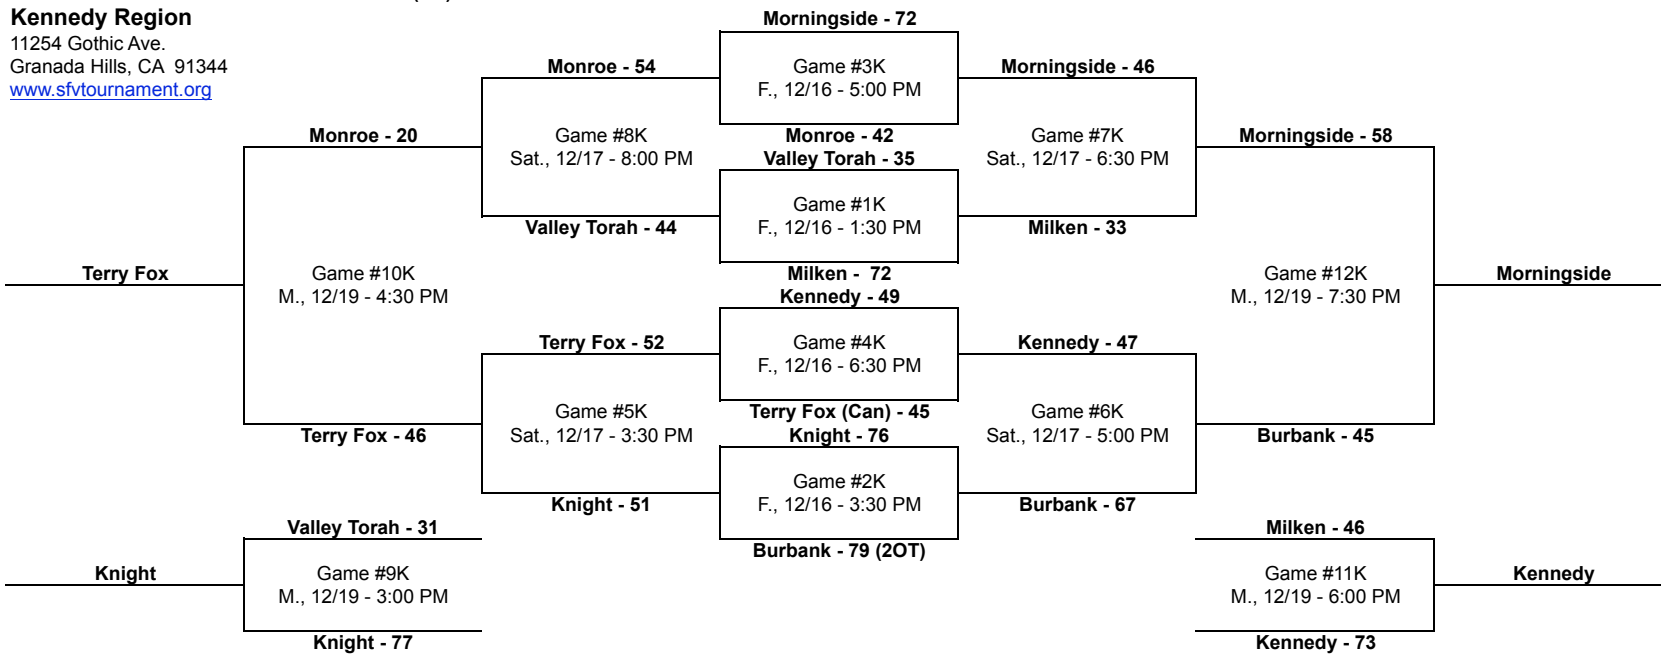 Kennedy Region
11254 Gothic Ave.
Granada Hills, CA 91344
www.sfvtournament.org
Morningside - 72
Monroe - 54
Game #3K
F., 12/16 - 5:00 PM
Morningside - 46
Monroe - 20
Game #8K
Sat., 12/17 - 8:00 PM
Monroe - 42
Valley Torah - 35
Game #7K
Sat., 12/17 - 6:30 PM
Morningside - 58
Valley Torah - 44
Game #1K
F., 12/16 - 1:30 PM
Milken - 33
Terry Fox
Game #10K
M., 12/19 - 4:30 PM
Milken - 72
Kennedy - 49
Game #12K
M., 12/19 - 7:30 PM
Morningside
Terry Fox - 52
Game #4K
F., 12/16 - 6:30 PM
Kennedy - 47
Terry Fox - 46
Game #5K
Sat., 12/17 - 3:30 PM
Terry Fox (Can) - 45
Knight - 76
Game #6K
Sat., 12/17 - 5:00 PM
Burbank - 45
Knight - 51
Game #2K
F., 12/16 - 3:30 PM
Burbank - 67
Valley Torah - 31
Burbank - 79 (2OT)
Milken - 46
Knight
Game #9K
M., 12/19 - 3:00 PM
Game #11K
M., 12/19 - 6:00 PM
Kennedy
Knight - 77
Kennedy - 73